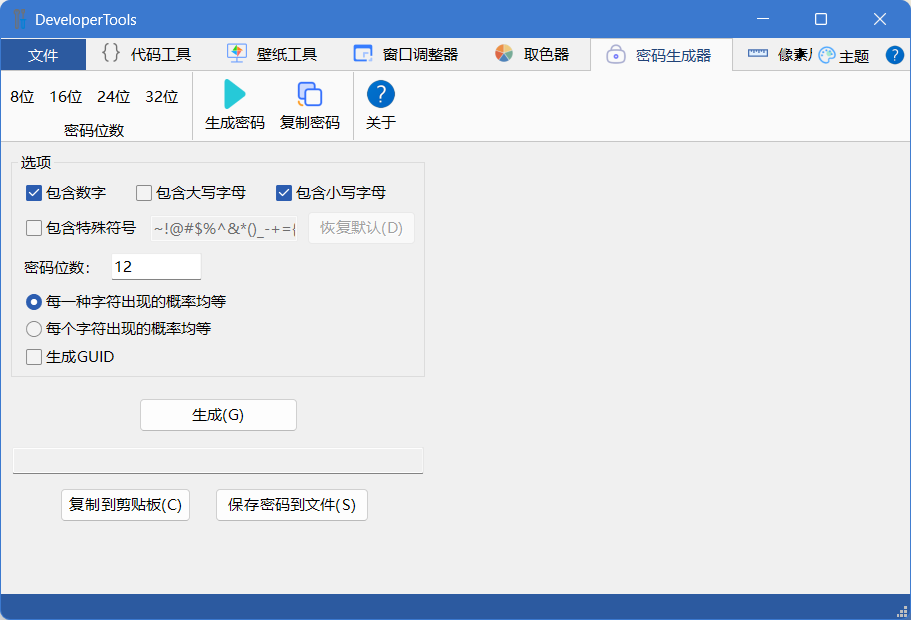 DeveloperTools
文件 代码工具 壁纸工具 窗口调整器 取色器 密码生成器 像素 主题 ?
8位 16位 24位 32位
密码位数
生成密码 复制密码 关于
选项
包含数字 包含大写字母 包含小写字母
包含特殊符号 ~!@#$%^&*()_-+={ 恢复默认(D)
密码位数: 12
每一种字符出现的概率均等
每个字符出现的概率均等
生成GUID
生成(G)
复制到剪贴板(C) 保存密码到文件(S)